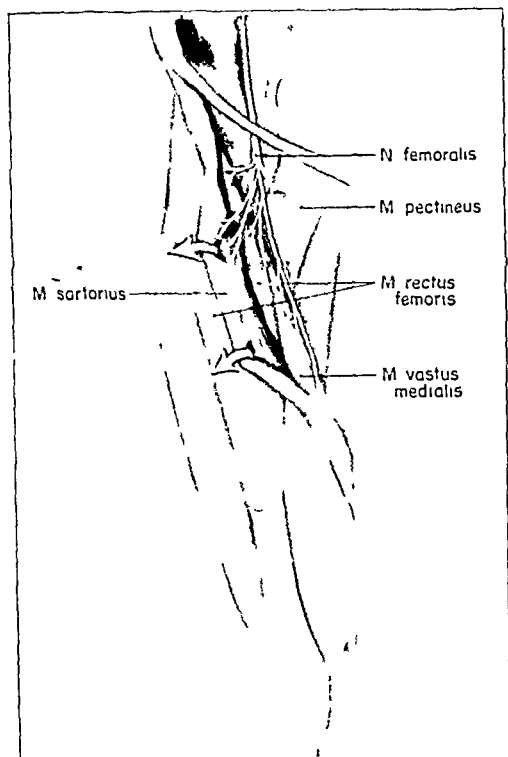 N femoralis
M pectineus
M sartorius
M rectus
femoris
M vastus
medialis